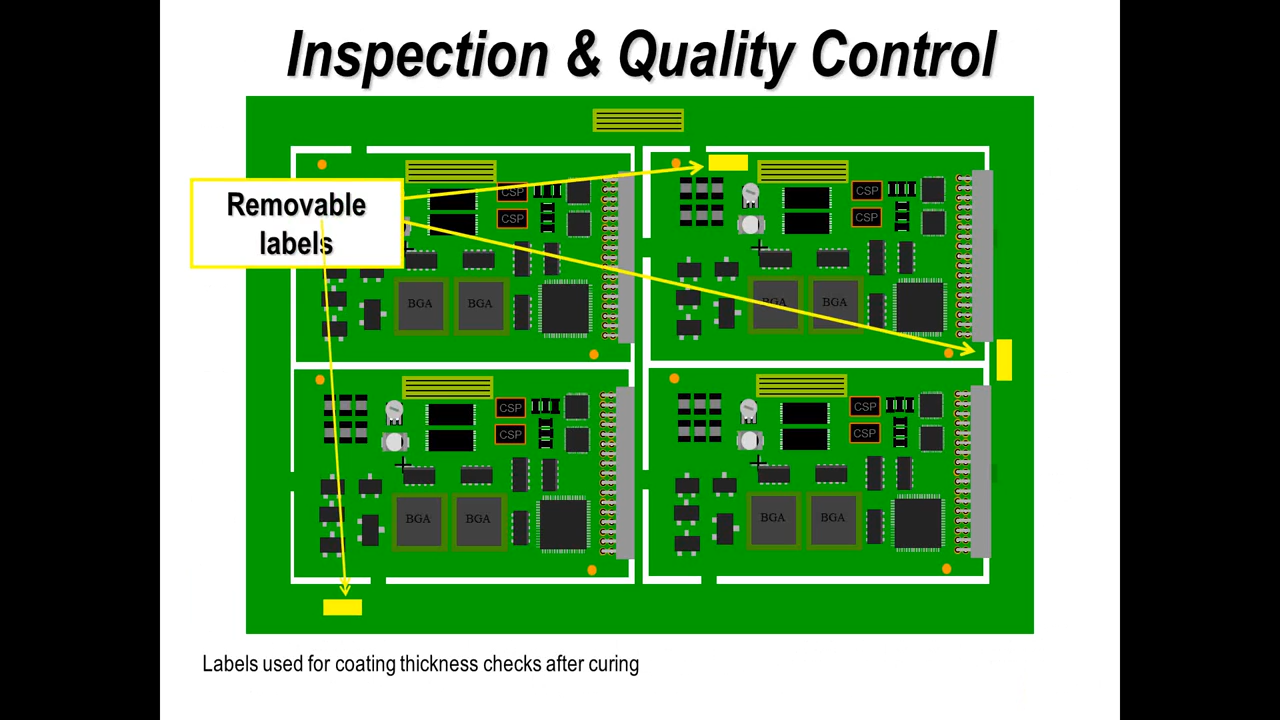 Inspection & Quality Control
Removable
labels
CSP
CSP
CSP
CSP
BGA
BGA
BGA
BGA
CSP
CSP
CSP
CSP
BGA
BGA
BGA
BGA
Labels used for coating thickness checks after curing